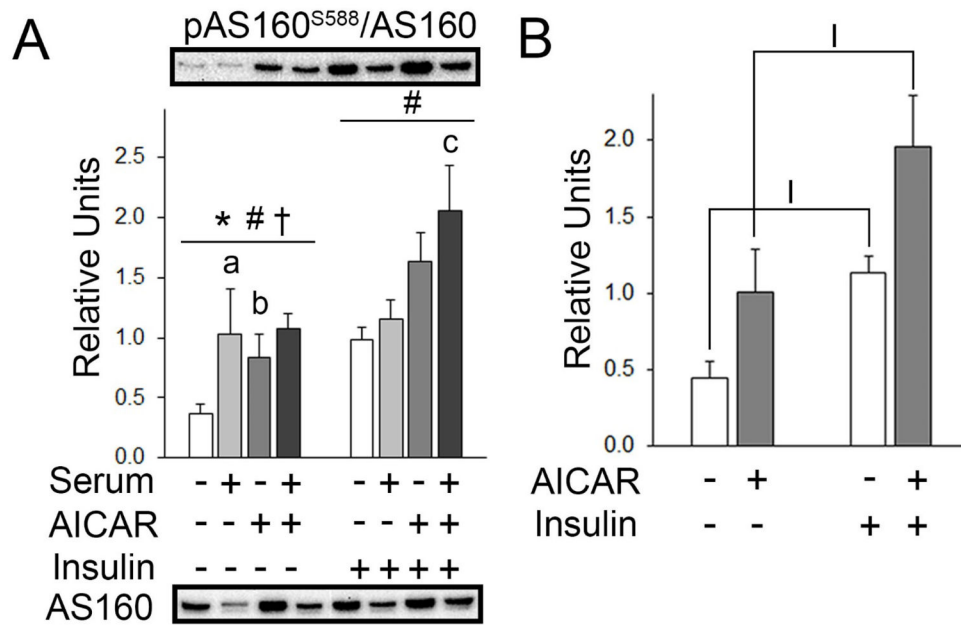 A
pAS160S588/AS160
#
2.5
c
2.0
* # †
a
1.5
b
1.0
0.5
0.0
Relative Units
Serum - + - + - + - +
AICAR - - + + - - + +
Insulin - - - - + + + +
AS160
B
I
2.0
I
1.5
1.0
0.5
0.0
Relative Units
AICAR - + - +
Insulin - - + +